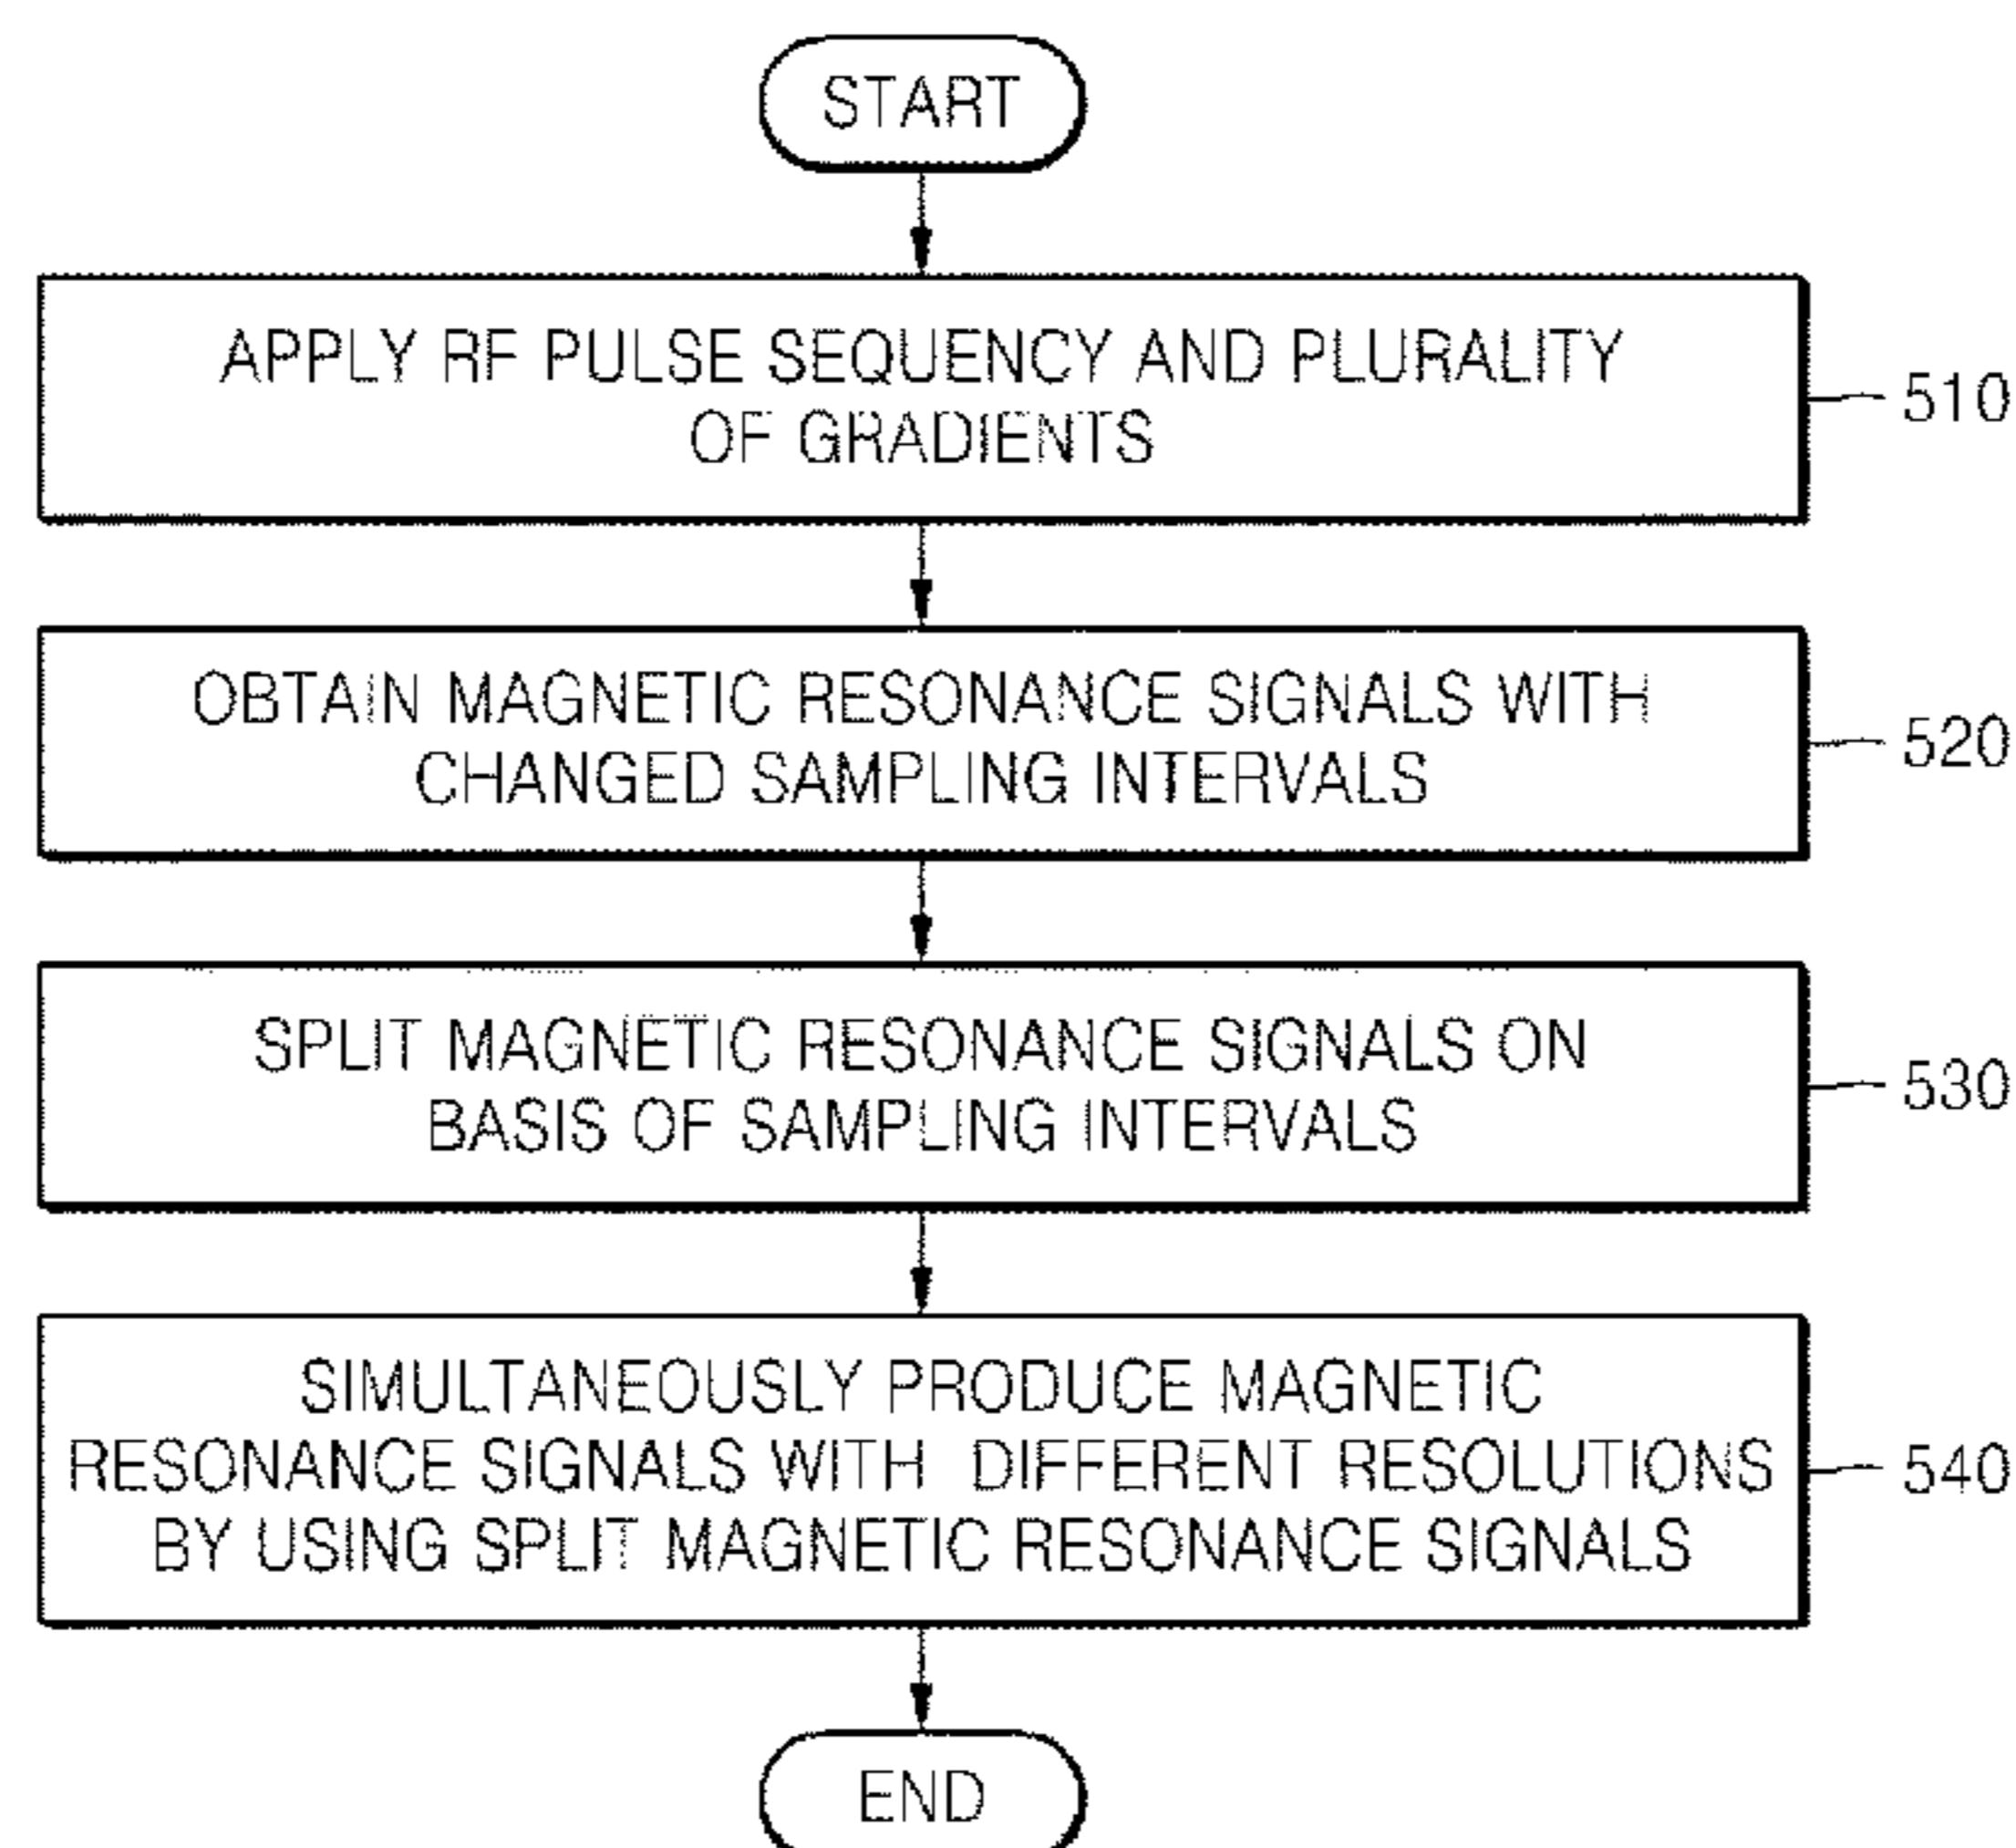 START
APPLY RF PULSE SEQUENCY AND PLURALITY
OF GRADIENTS
510
OBTAIN MAGNETIC RESONANCE SIGNALS WITH
CHANGED SAMPLING INTERVALS
520
SPLIT MAGNETIC RESONANCE SIGNALS ON
BASIS OF SAMPLING INTERVALS
530
SIMULTANEOUSLY PRODUCE MAGNETIC
RESONANCE SIGNALS WITH DIFFERENT RESOLUTIONS
BY USING SPLIT MAGNETIC RESONANCE SIGNALS
540
END